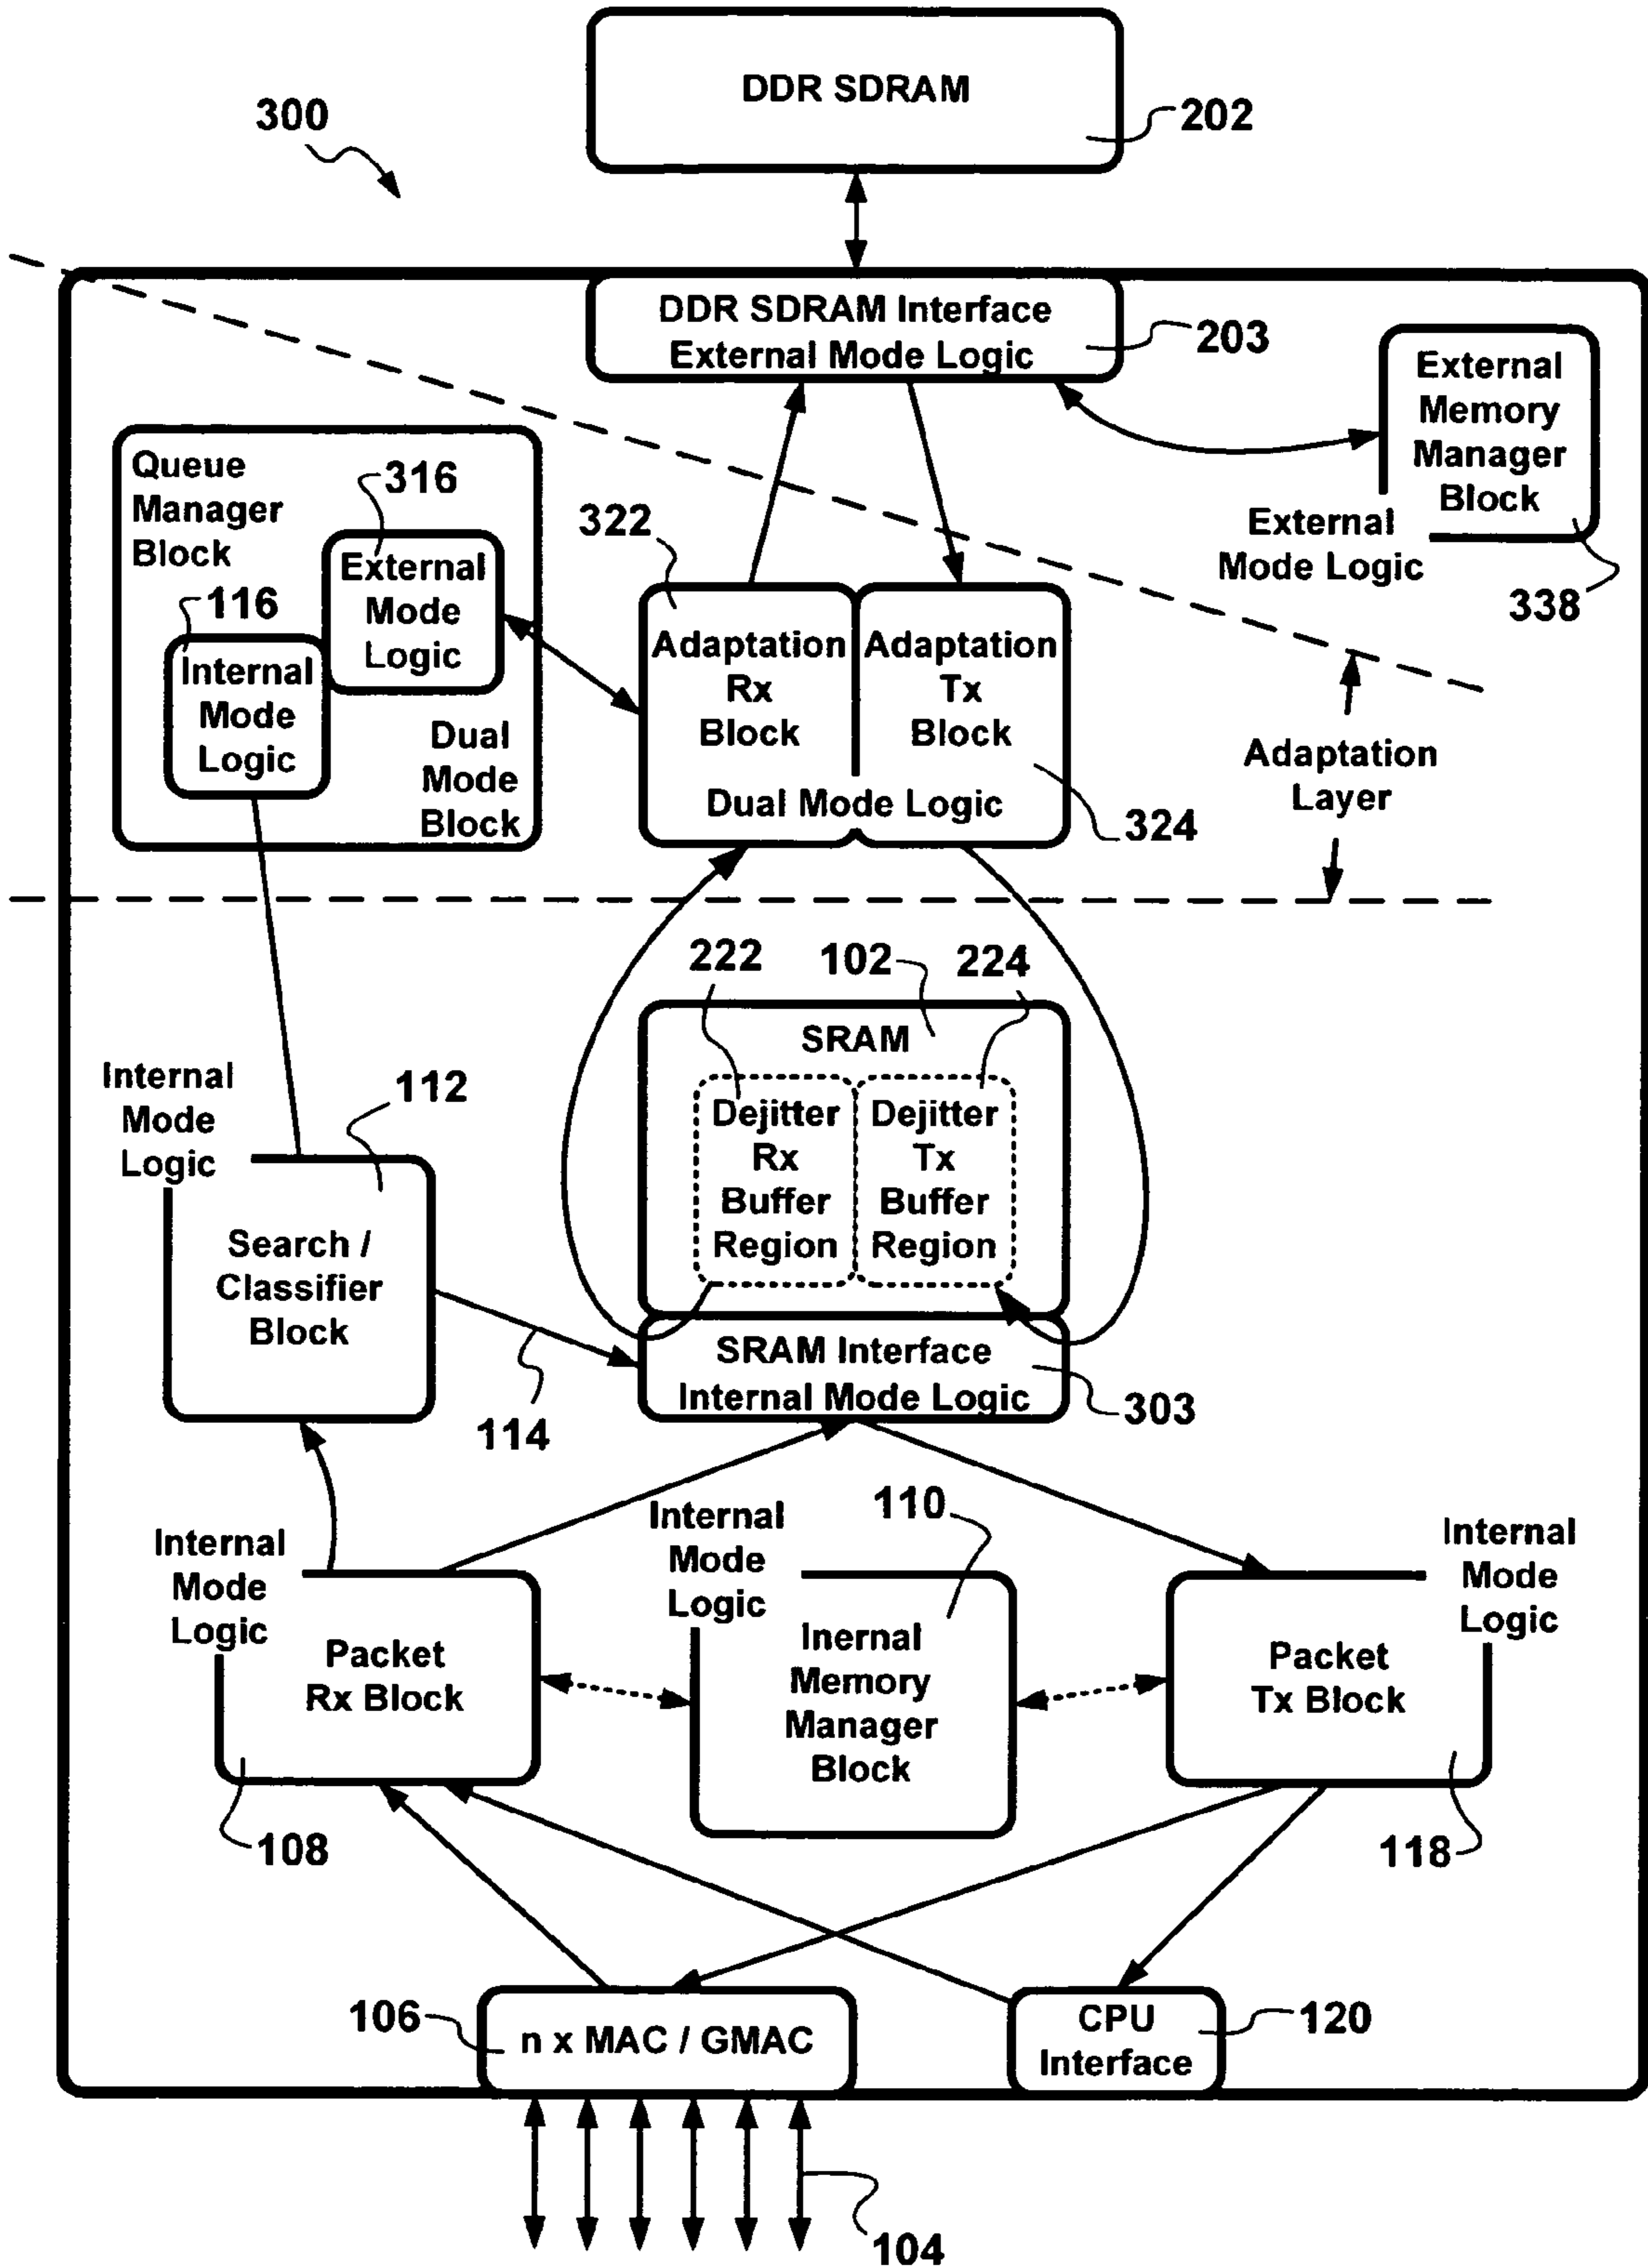 DDR SDRAM
300
202
DDR SDRAM Interface
External Mode Logic
203
External
Memory
Manager
Block
External
Mode Logic
338
Queue
Manager
Block
316
External
Mode
Logic
116
Internal
Mode
Logic
Dual
Mode
Block
322
Adaptation
Rx
Block
Adaptation
Tx
Block
Dual Mode Logic
324
Adaptation
Layer
222
102
224
SRAM
Dejitter
Rx
Buffer
Region
Dejitter
Tx
Buffer
Region
Internal
Mode
Logic
112
Search /
Classifier
Block
114
SRAM Interface
Internal Mode Logic
303
Internal
Mode
Logic
Packet
Rx Block
108
Internal
Mode
Logic
110
Inernal
Memory
Manager
Block
Internal
Mode
Logic
Packet
Tx Block
118
106
n x MAC / GMAC
CPU
Interface
120
104